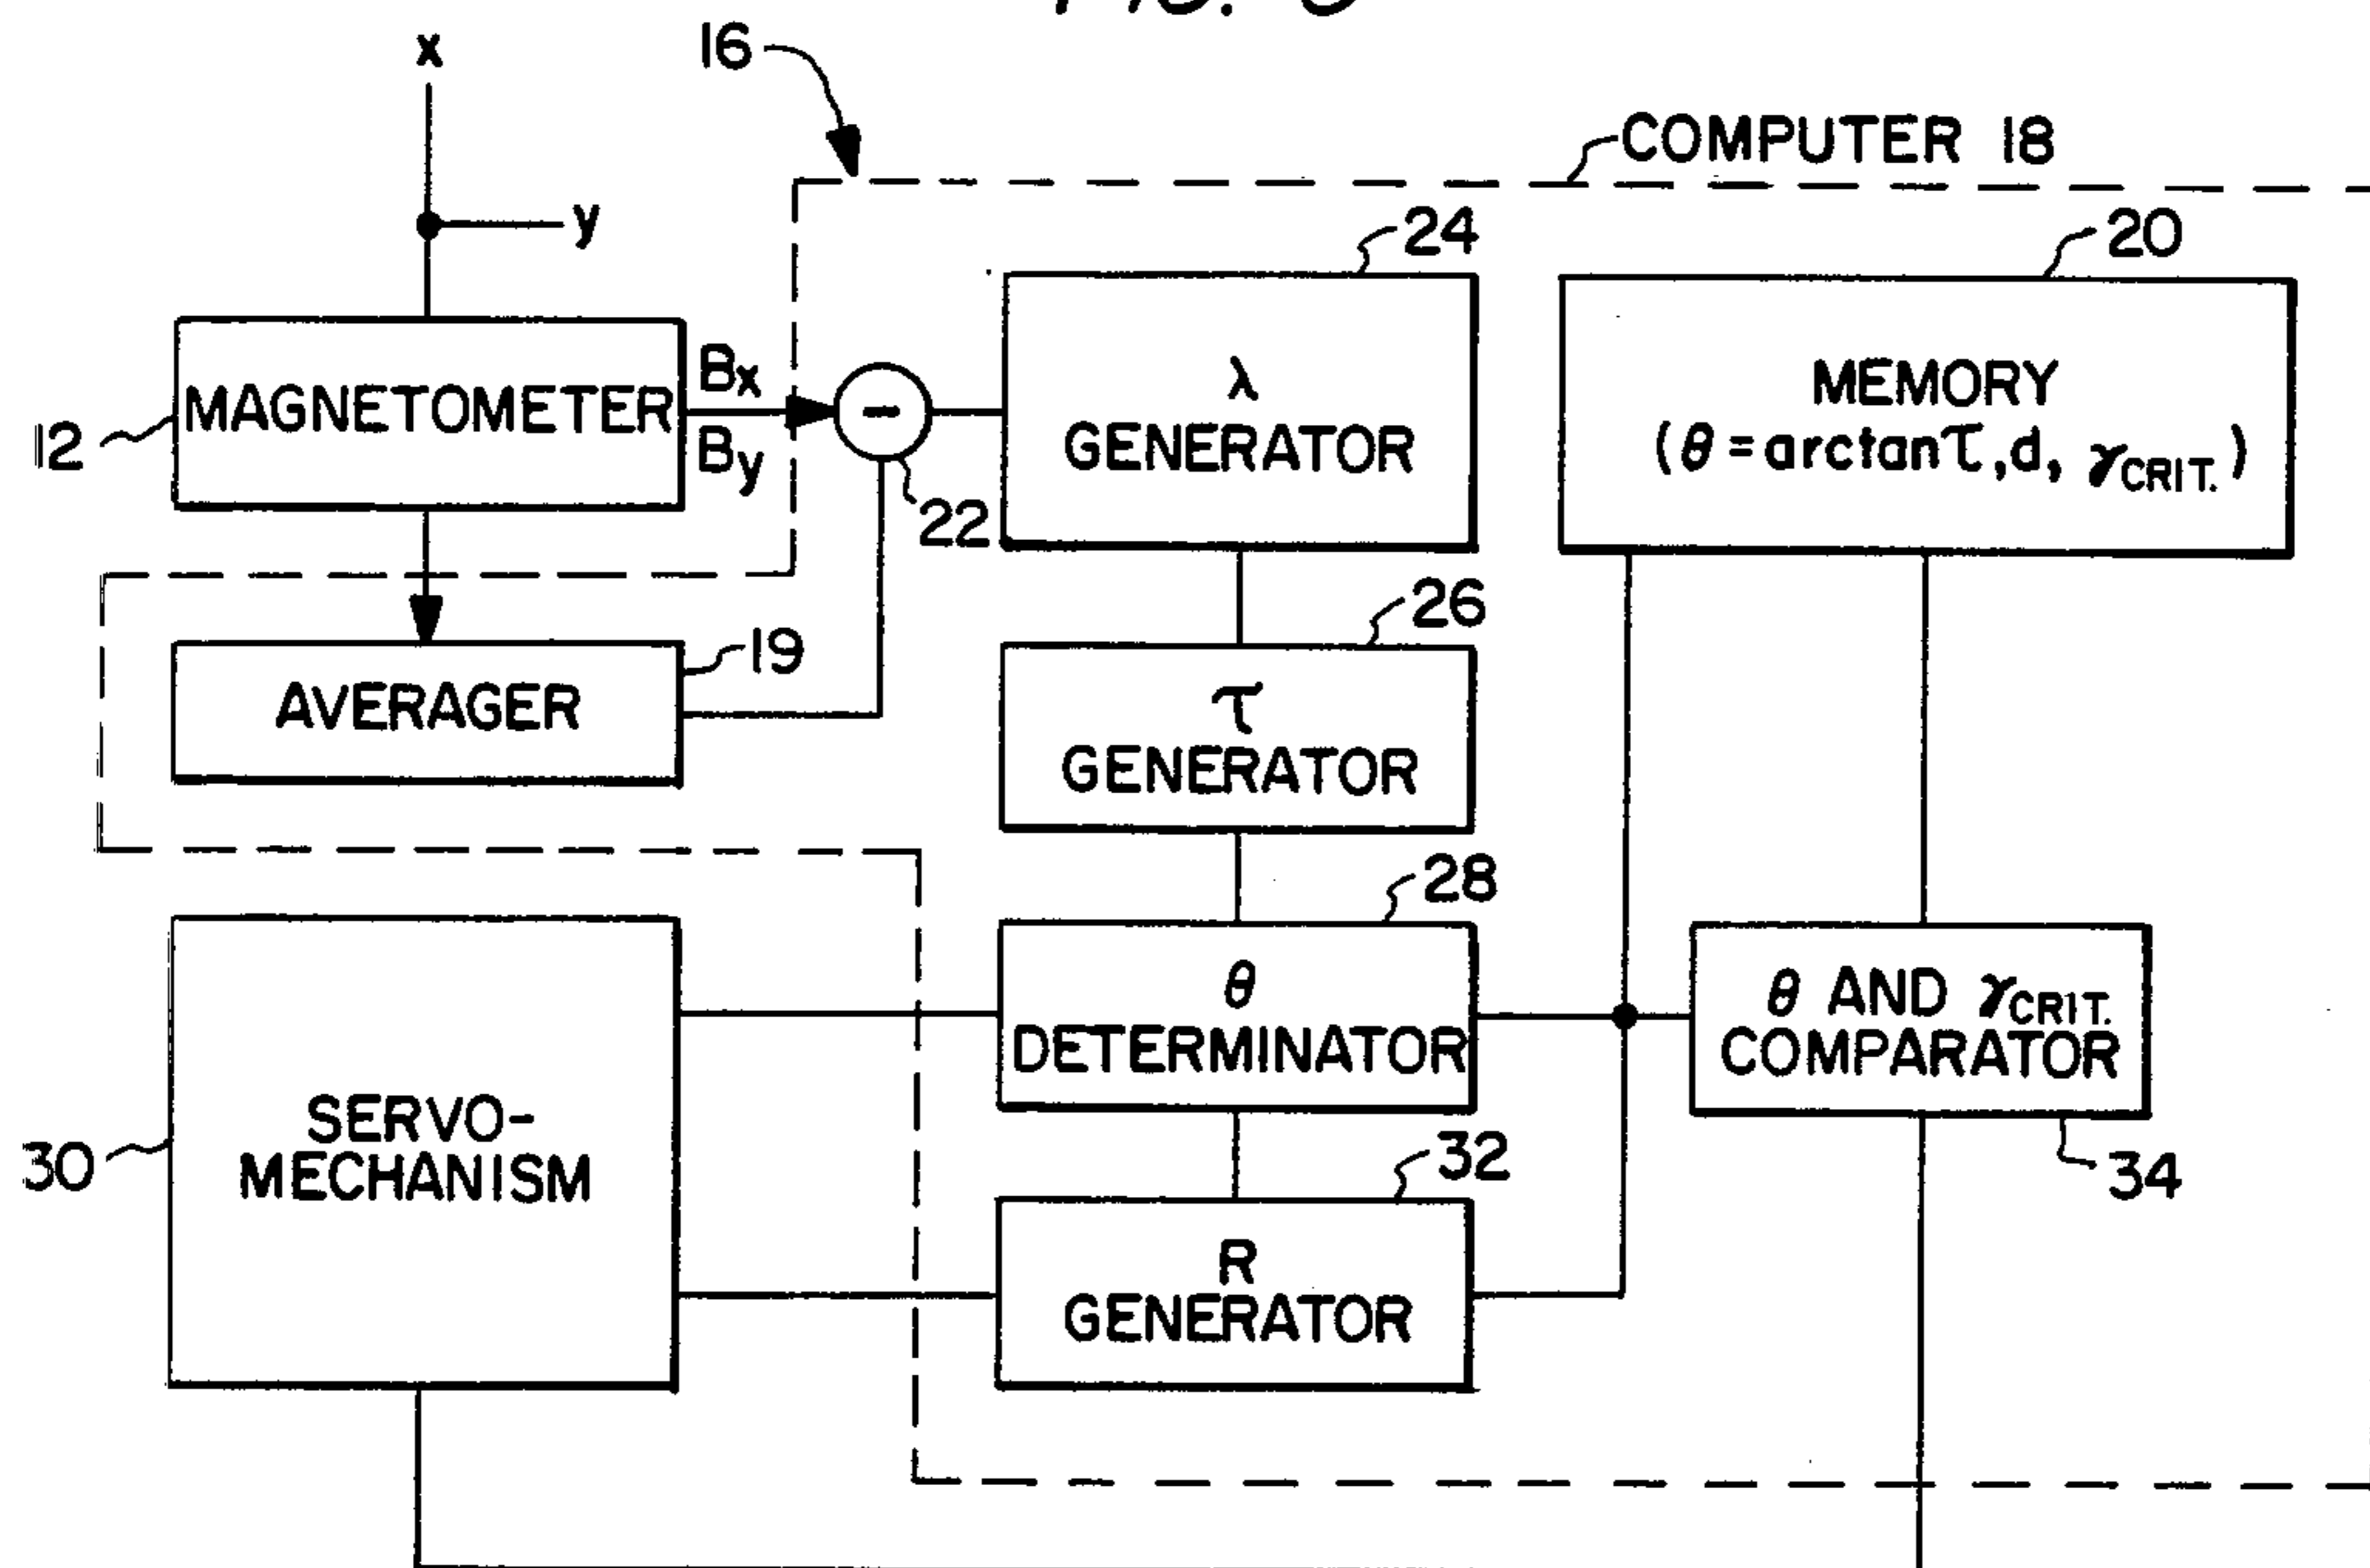 x
16
COMPUTER 18
y
24
20
MAGNETOMETER
Bx
By
12
−
22
λ
GENERATOR
MEMORY
(θ = arctanτ, d, γCRIT.)
26
19
AVERAGER
τ
GENERATOR
28
θ
DETERMINATOR
θ AND γCRIT.
COMPARATOR
SERVO-
MECHANISM
30
32
34
R
GENERATOR